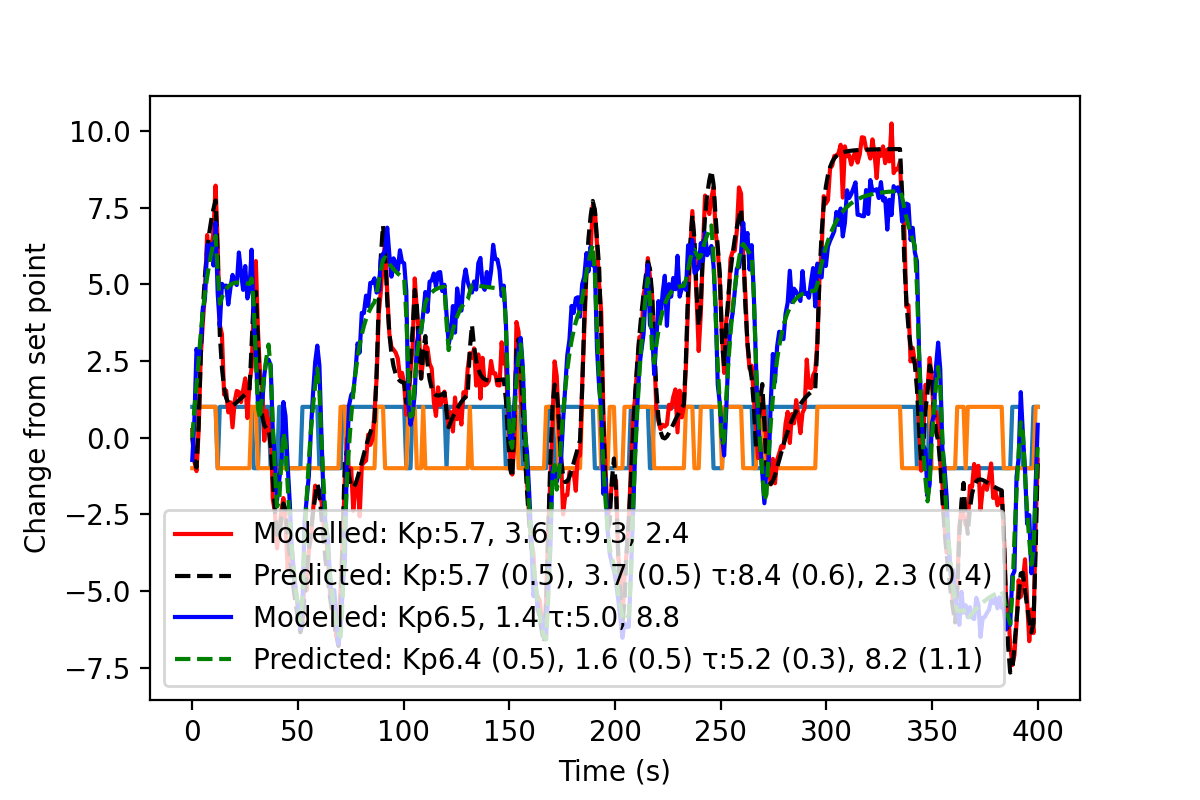 10.0
7.5
5.0
2.5
0.0
−2.5
−5.0
−7.5
Change from set point
Modelled: Kp:5.7, 3.6 τ:9.3, 2.4
Predicted: Kp:5.7 (0.5), 3.7 (0.5) τ:8.4 (0.6), 2.3 (0.4)
Modelled: Kp6.5, 1.4 τ:5.0, 8.8
Predicted: Kp6.4 (0.5), 1.6 (0.5) τ:5.2 (0.3), 8.2 (1.1)
0 50 100 150 200 250 300 350 400
Time (s)